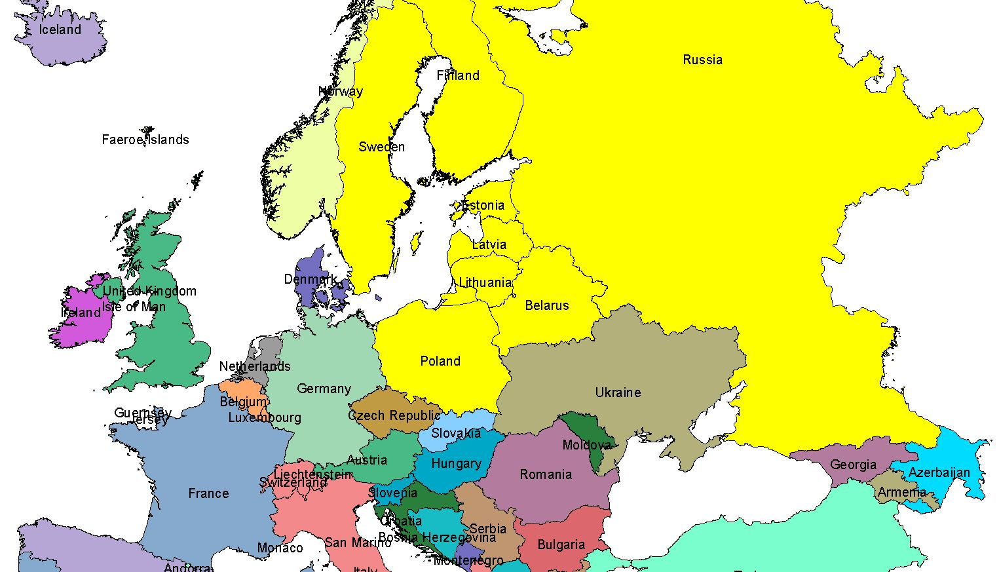 Iceland
Russia
Finland
Norway
Faeroe Islands
Sweden
Estonia
Latvia
Denmark
Lithuania
United Kingdom
Isle of Man
Belarus
Ireland
Poland
Netherlands
Germany
Ukraine
Belgium
Guernsey
Jersey
Luxembourg
Czech Republic
Slovakia
Moldova
Austria
Hungary
Georgia
Liechtenstein
Romania
Azerbaijan
Switzerland
France
Slovenia
Armenia
Croatia
Serbia
Bosnia Herzegovina
San Marino
Bulgaria
Monaco
Montenegro
Andorra
Italy